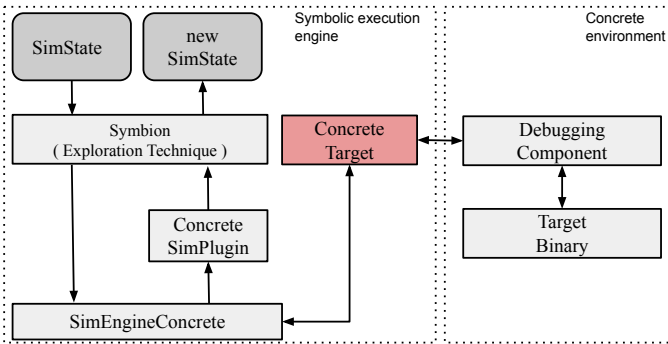 SimState
new
SimState
Symbolic execution
engine
Concrete
environment
Symbion
( Exploration Technique )
Concrete
Target
Debugging
Component
Concrete
SimPlugin
Target
Binary
SimEngineConcrete